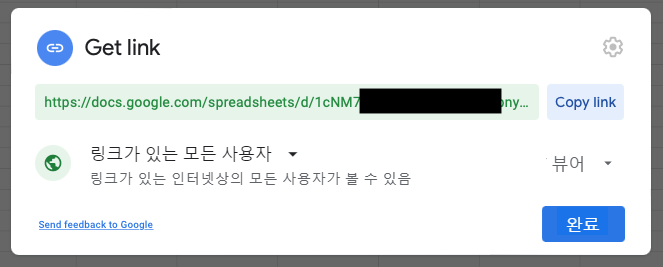 Get link
https://docs.google.com/spreadsheets/d/1cNM7 ony...
Copy link
링크가 있는 모든 사용자
링크가 있는 인터넷상의 모든 사용자가 볼 수 있음
뷰어
Send feedback to Google
완료